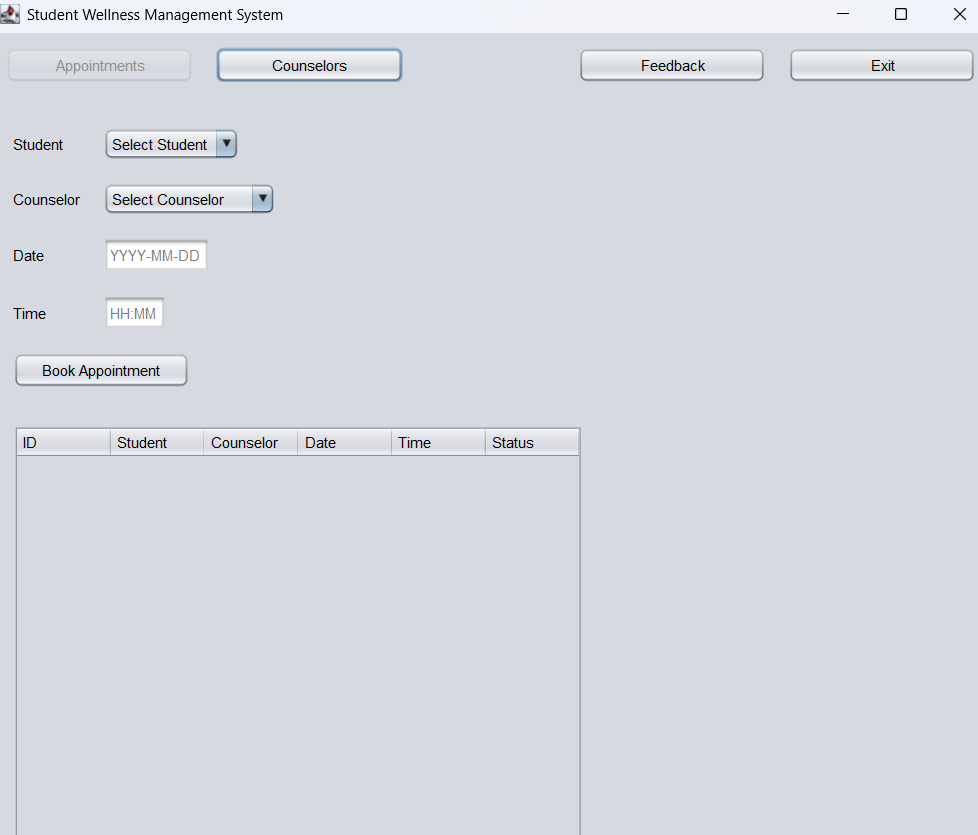 Student Wellness Management System
Appointments Counselors Feedback Exit
Student Select Student
Counselor Select Counselor
Date YYYY-MM-DD
Time HH:MM
Book Appointment
ID Student Counselor Date Time Status